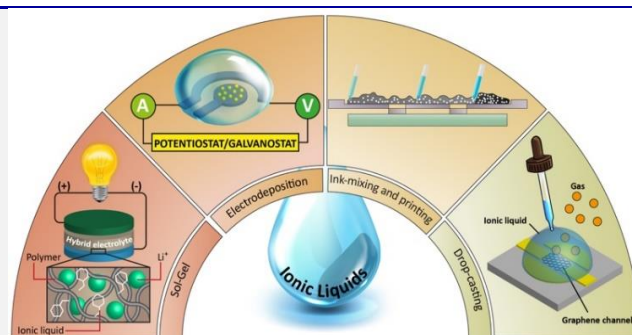 A
V
POTENTIOSTAT/GALVANOSTAT
(+)
(-)
Hybrid electrolyte
Polymer
Li+
Ionic liquid
Sol-Gel
Electrodeposition
Ink-mixing and printing
Drop-casting
Ionic Liquids
Gas
Ionic liquid
Graphene channel